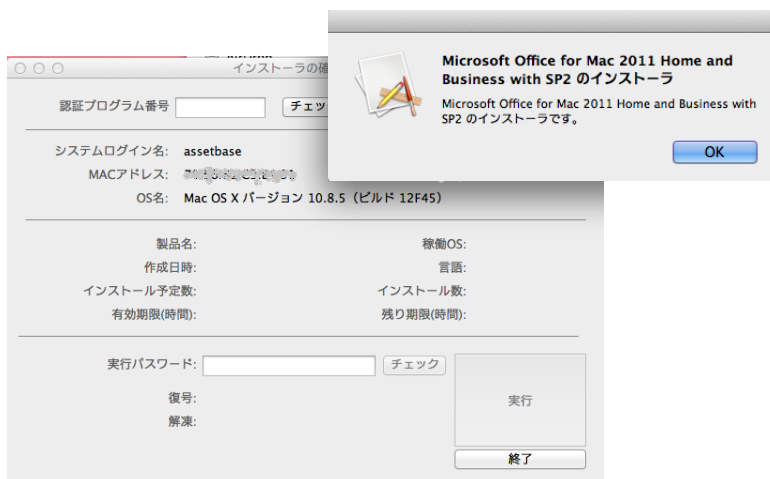 Microsoft Office for Mac 2011 Home and
Business with SP2 のインストーラ
Microsoft Office for Mac 2011 Home and Business with
SP2 のインストーラです。
OK
インストーラの確
認証プログラム番号
チェッ
システムログイン名: assetbase
MACアドレス:
OS名: Mac OS X バージョン 10.8.5（ビルド 12F45）
製品名: 稼働OS:
作成日時: 言語:
インストール予定数: インストール数:
有効期限(時間): 残り期限(時間):
実行パスワード: チェック
復号:
解凍:
実行
終了